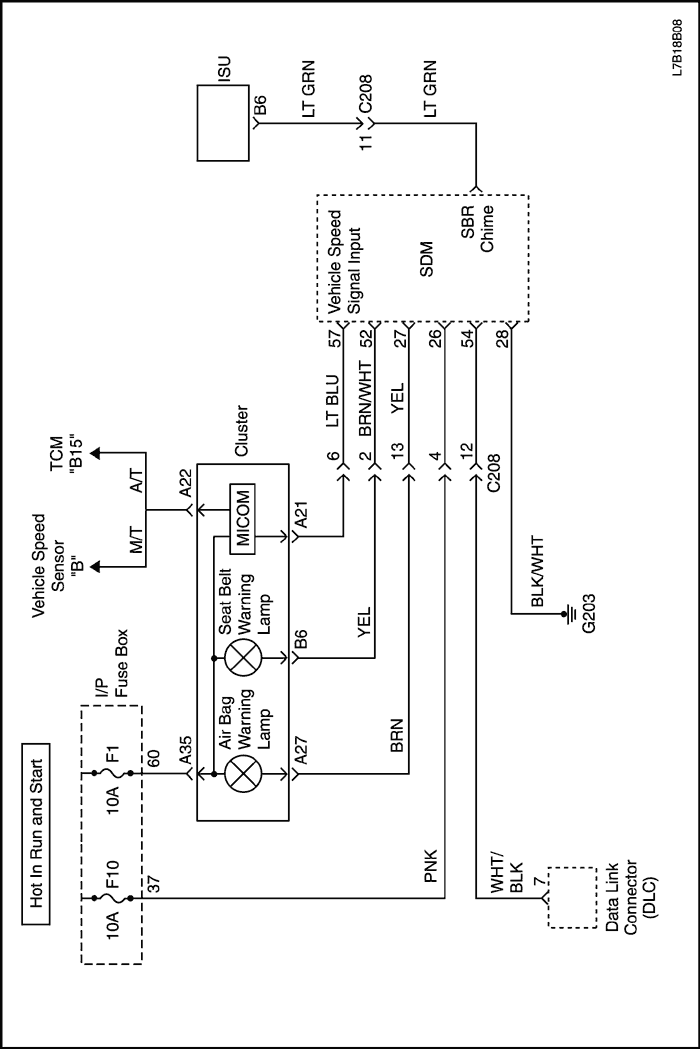 Hot In Run and Start
I/P
Fuse Box
F10
10A
37
F1
10A
60
Vehicle Speed
Sensor
"B"
TCM
"B15"
M/T
A/T
A35
A22
Cluster
Air Bag
Warning
Lamp
Seat Belt
Warning
Lamp
MICOM
A27
B6
A21
PNK
BRN
YEL
WHT/
BLK
7
Data Link
Connector
(DLC)
BLK/WHT
G203
6
2
13
4
12
C208
LT BLU
BRN/WHT
YEL
57
52
27
26
54
28
Vehicle Speed
Signal Input
SDM
SBR
Chime
ISU
B6
LT GRN
11
C208
LT GRN
L7B18B08